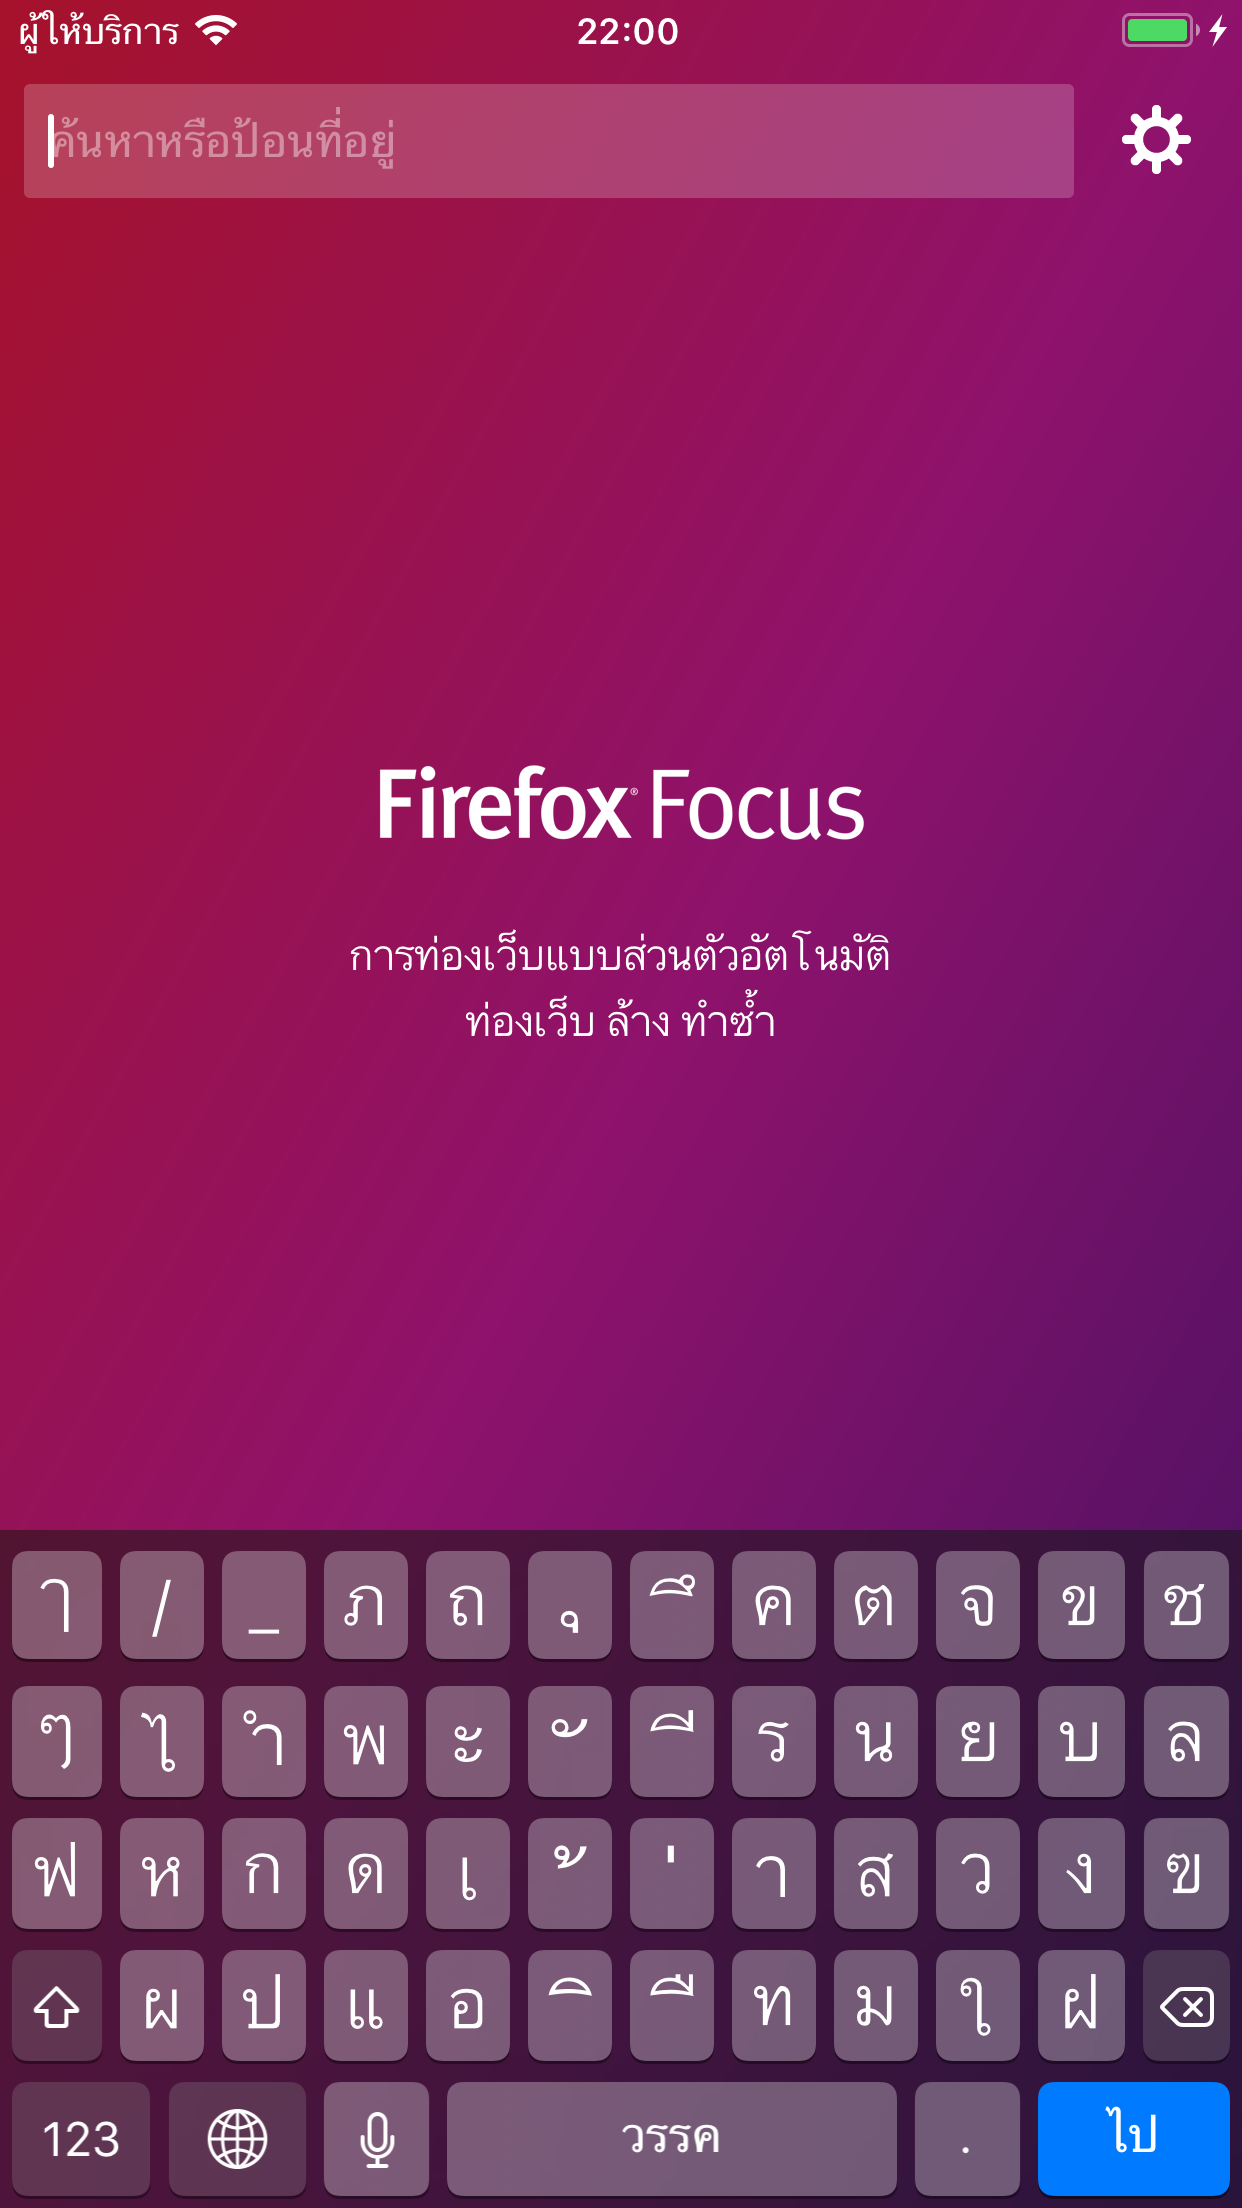 ผู้ให้บริการ 22:00
ค้นหาหรือป้อนที่อยู่
Firefox® Focus
การท่องเว็บแบบส่วนตัวอัตโนมัติ
ท่องเว็บ ล้าง ทำซ้ำ
ๅ / _ ภ ถ ุ ึ ค ต จ ข ช
ๆ ไ ำ พ ะ ั ี ร น ย บ ล
ฟ ห ก ด เ ้ ่ า ส ว ง ฃ
ผ ป แ อ ิ ื ท ม ใ ฝ
123 วรรค . ไป